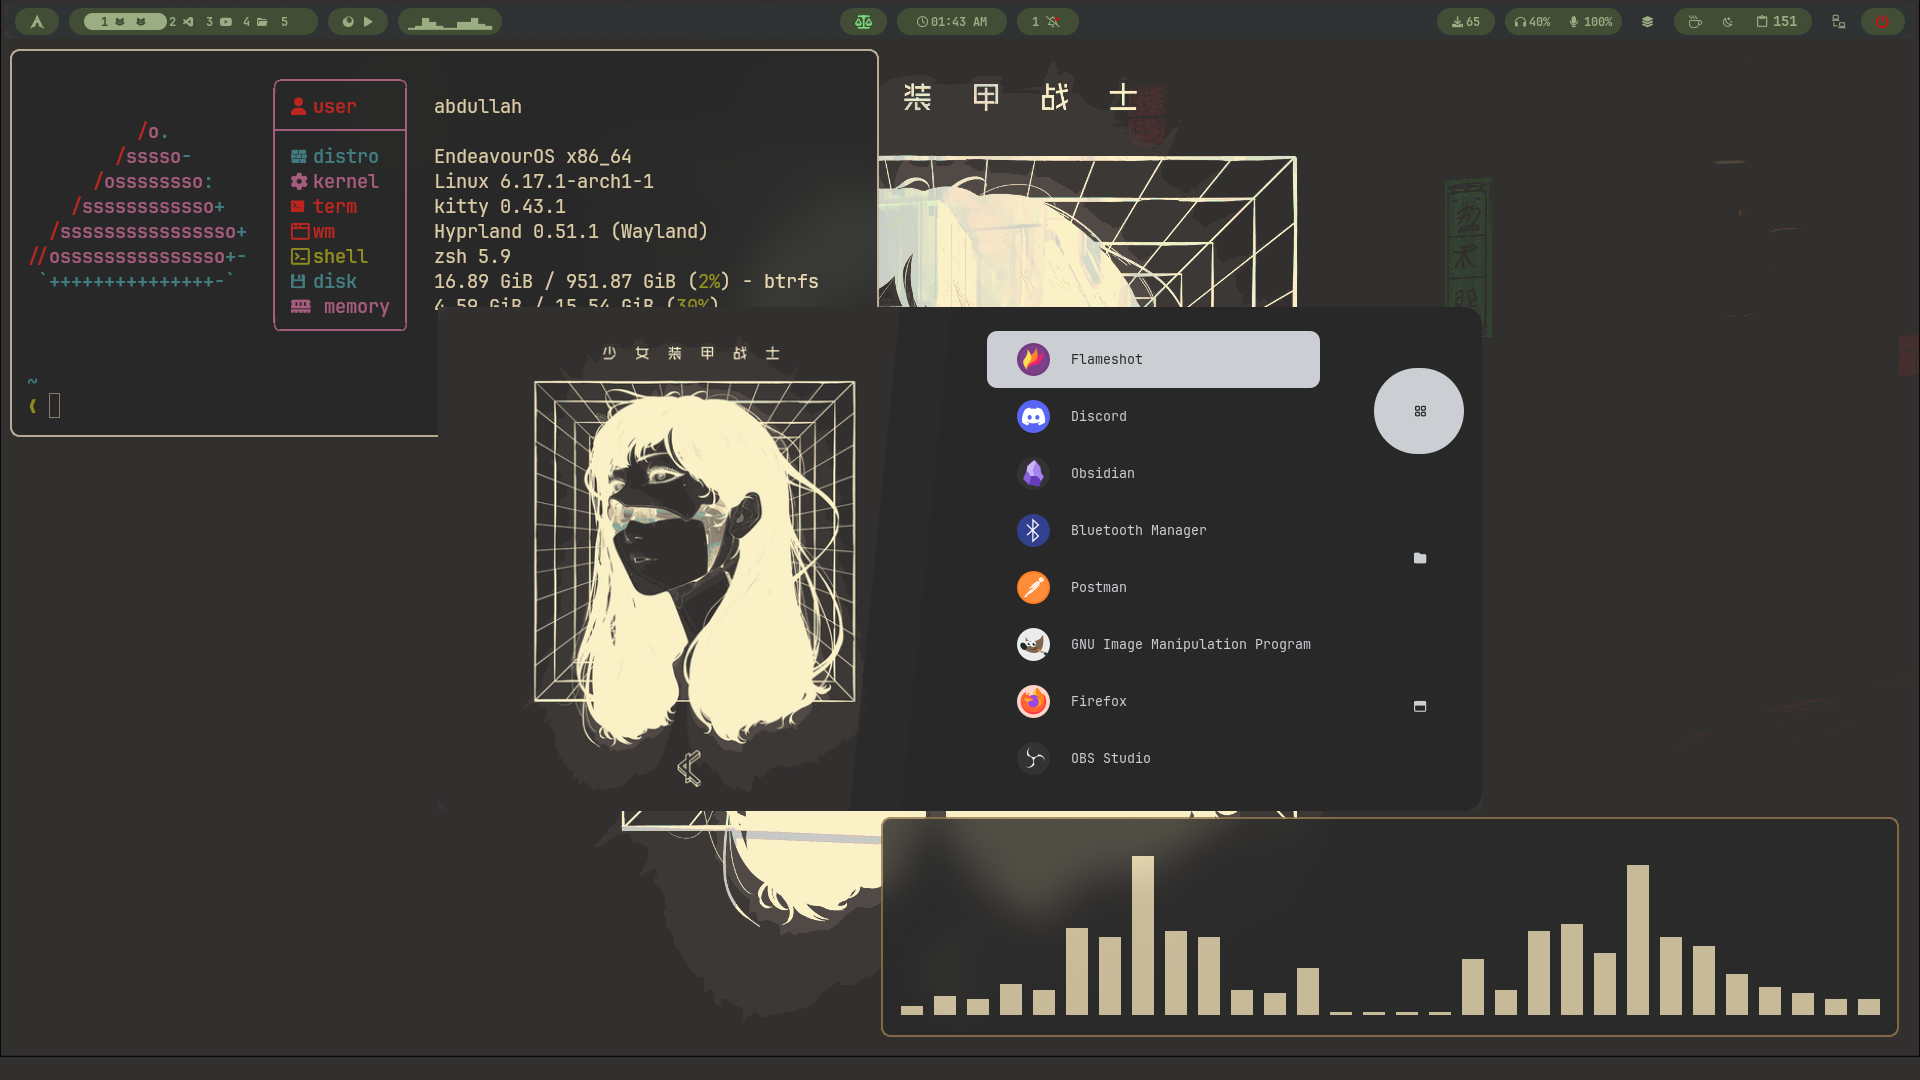 1 2 3 4 5
01:43 AM
1
65
40% 100%
151
装 甲 战 士
user abdullah
/o.
/sssso-
/osssssssso:
/ssssssssssso+
/ssssssssssssssso+
//osssssssssssssso+-
`+++++++++++++++-`
distro EndeavourOS x86_64
kernel Linux 6.17.1-arch1-1
term kitty 0.43.1
wm Hyprland 0.51.1 (Wayland)
shell zsh 5.9
disk 16.89 GiB / 951.87 GiB (2%) - btrfs
memory 4.59 GiB / 15.54 GiB (30%)
~
少 女 装 甲 战 士
Flameshot
Discord
Obsidian
Bluetooth Manager
Postman
GNU Image Manipulation Program
Firefox
OBS Studio